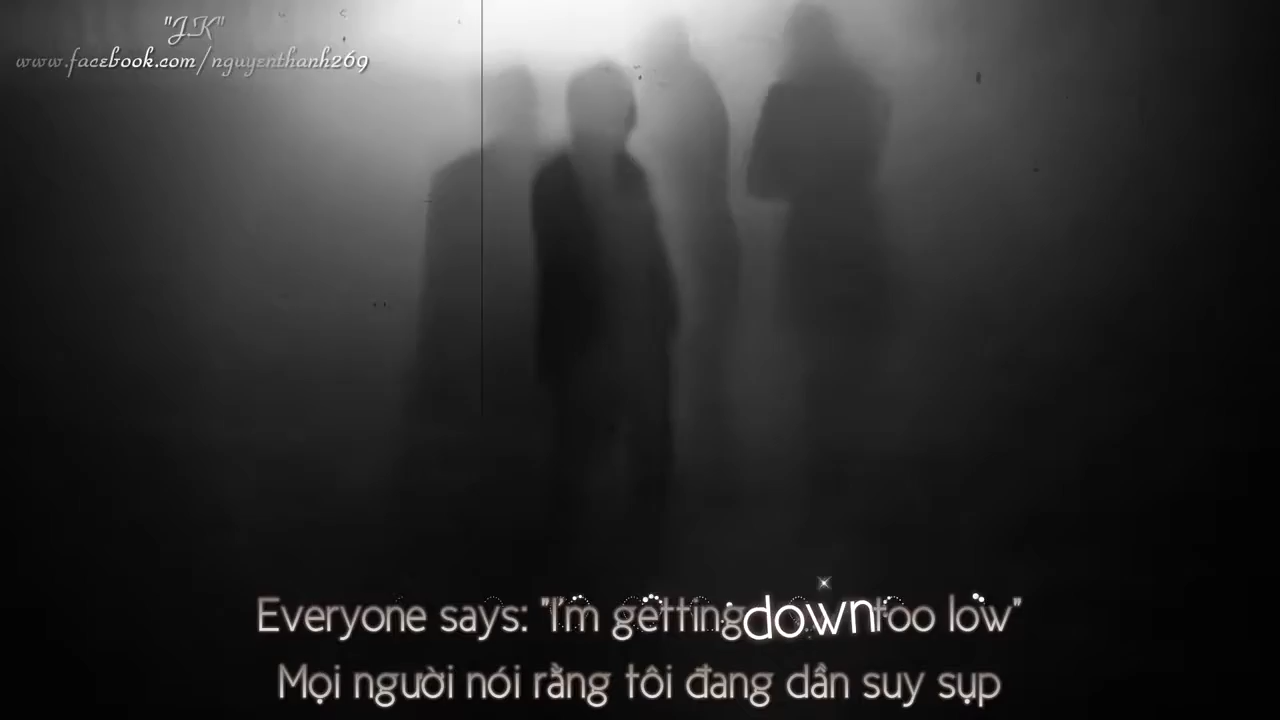 "J.K"
www.facebook.com/nguyenthanh269
Everyone says: "I'm getting down too low"
Mọi người nói rằng tôi đang dần suy sụp